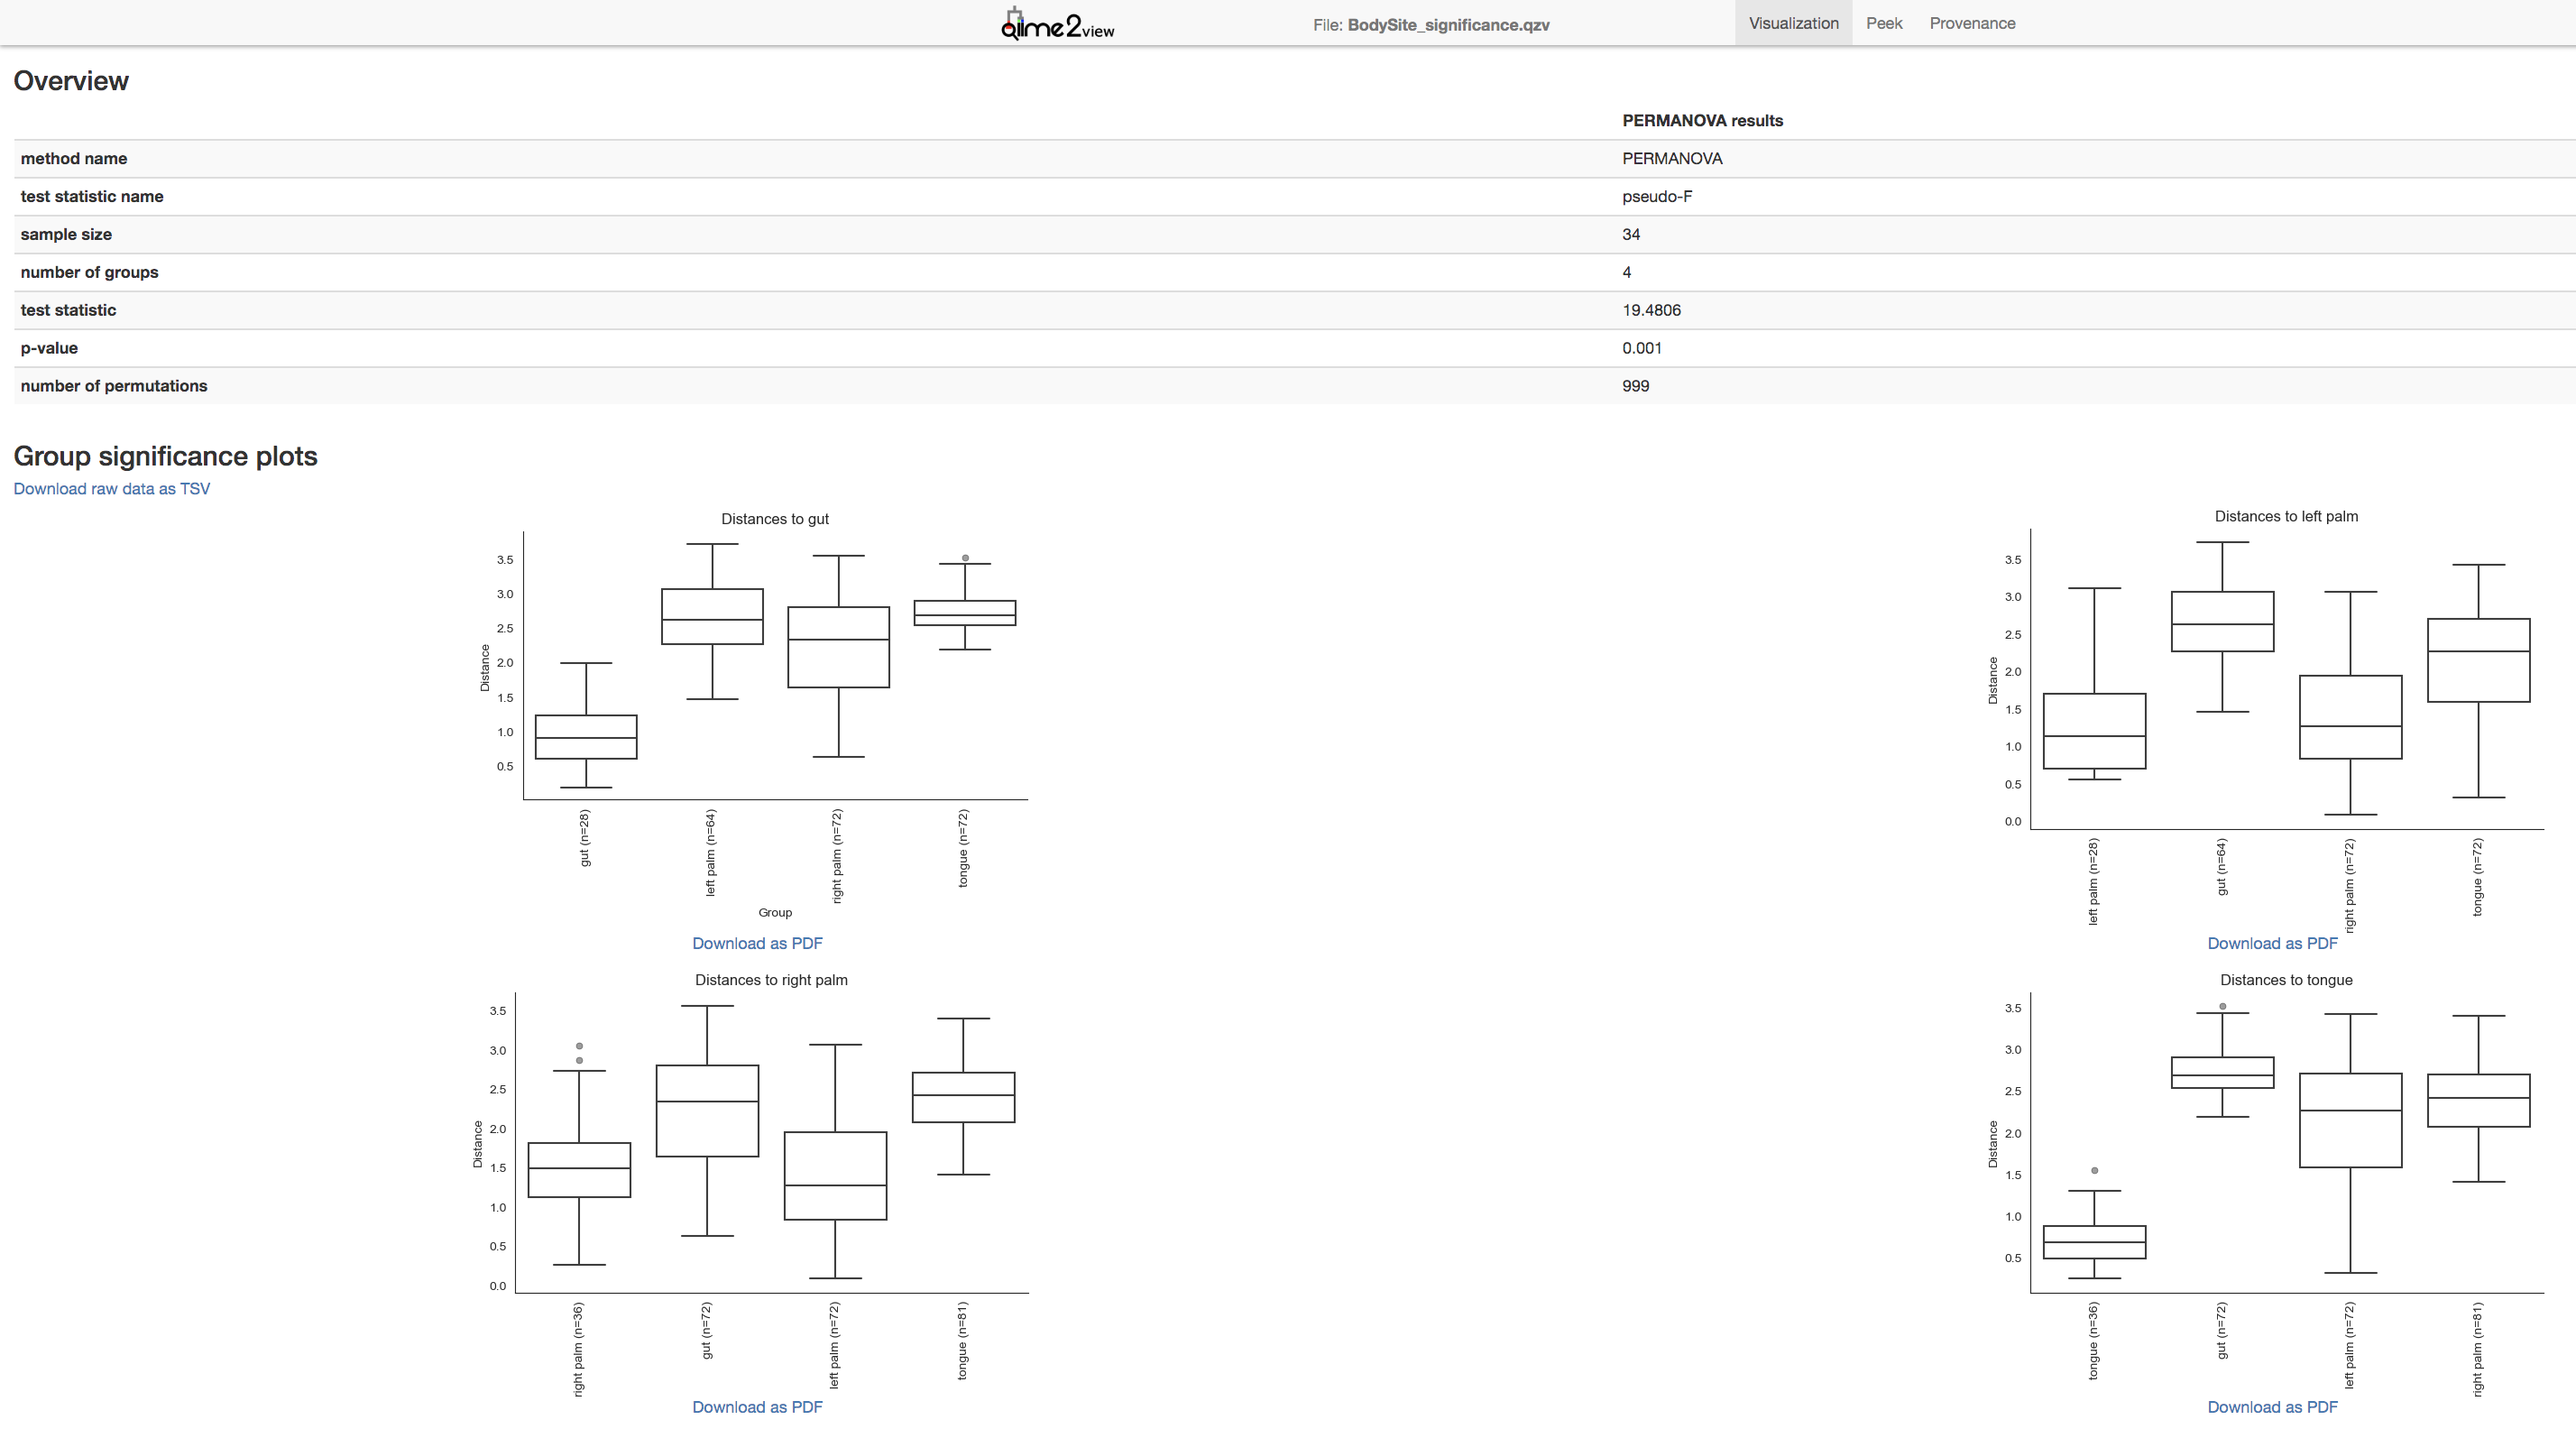 qiime2view File: BodySite_significance.qzv Visualization Peek Provenance
Overview
PERMANOVA results
method name PERMANOVA
test statistic name pseudo-F
sample size 34
number of groups 4
test statistic 19.4806
p-value 0.001
number of permutations 999
Group significance plots
Download raw data as TSV
Distances to gut
3.5
3.0
2.5
2.0
1.5
1.0
0.5
Distance
gut (n=28)
left palm (n=64)
right palm (n=72)
tongue (n=72)
Group
Download as PDF
Distances to left palm
3.5
3.0
2.5
2.0
1.5
1.0
0.5
0.0
Distance
left palm (n=28)
gut (n=64)
right palm (n=72)
tongue (n=72)
Download as PDF
Distances to right palm
3.5
3.0
2.5
2.0
1.5
1.0
0.5
0.0
Distance
right palm (n=36)
gut (n=72)
left palm (n=72)
tongue (n=81)
Download as PDF
Distances to tongue
3.5
3.0
2.5
2.0
1.5
1.0
0.5
Distance
tongue (n=36)
gut (n=72)
left palm (n=72)
right palm (n=81)
Download as PDF